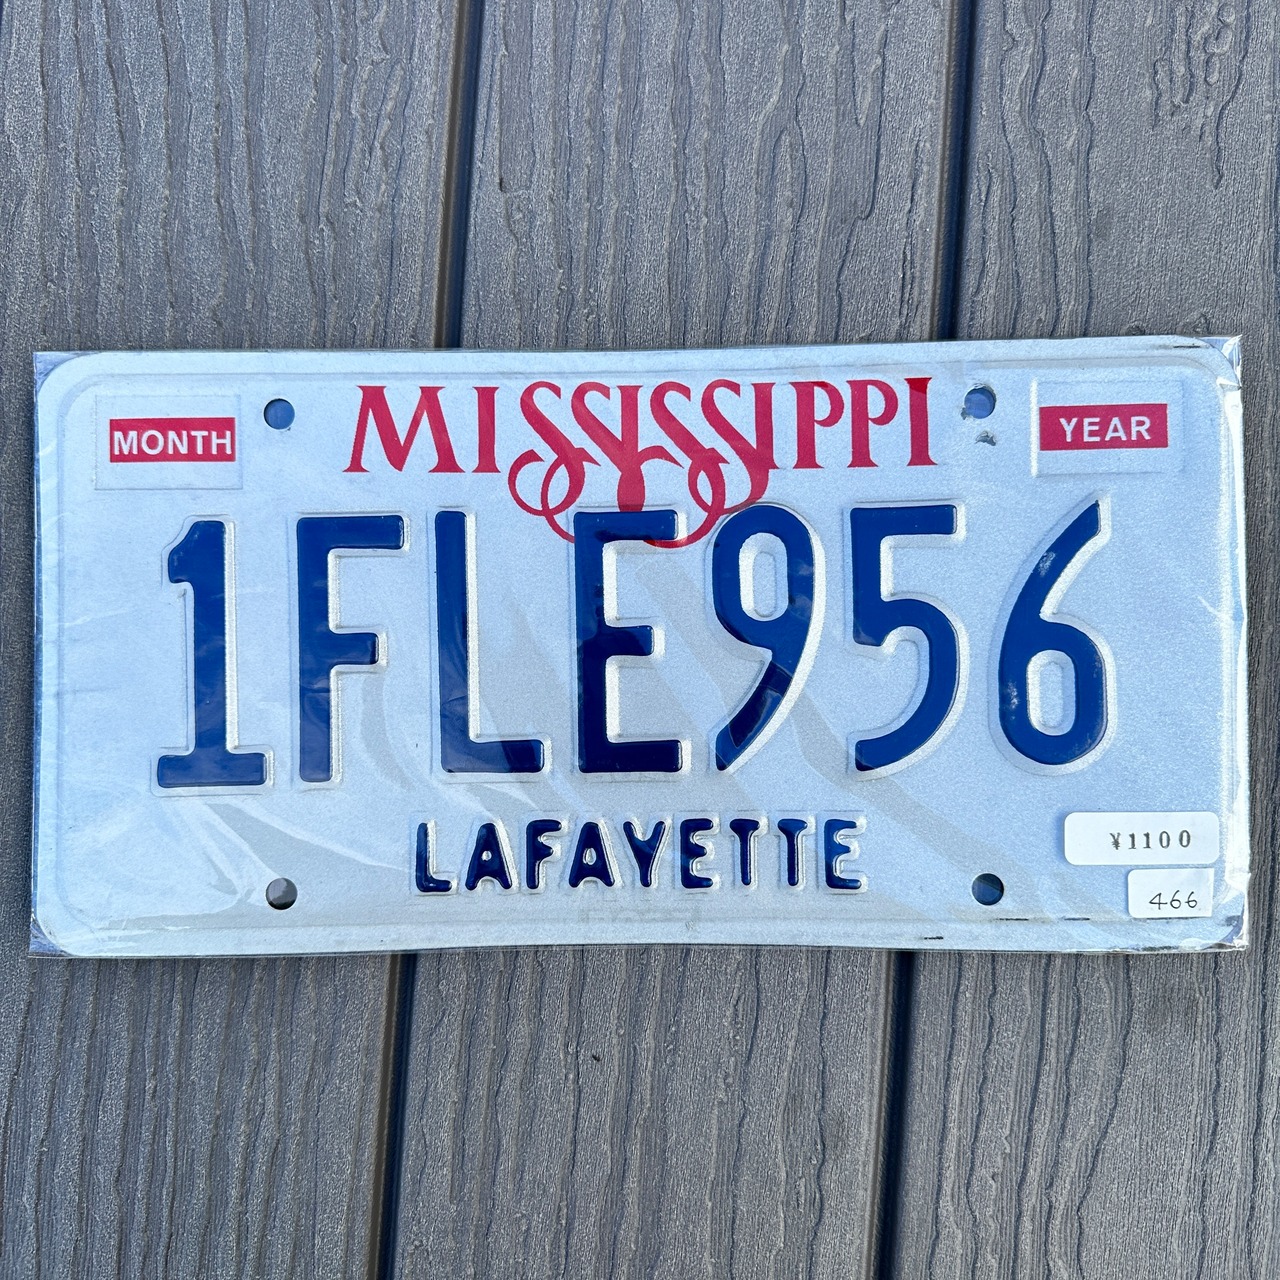 MISSISSIPPI
MONTH
YEAR
1FLE956
LAFAYETTE
¥1100
466